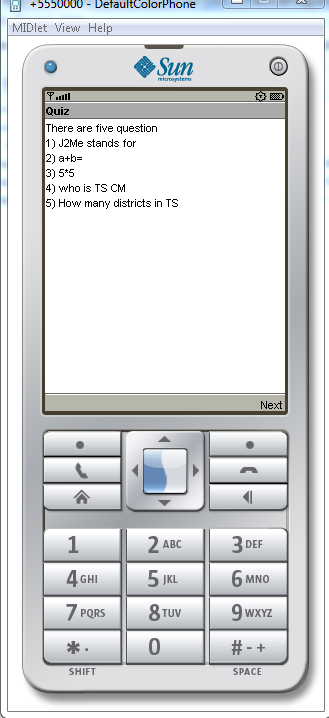 +5550000 - DefaultColorPhone
MIDlet View Help
Sun
microsystems
Quiz
There are five question
1) J2Me stands for
2) a+b=
3) 5*5
4) who is TS CM
5) How many districts in TS
Next
1 2 ABC 3 DEF
4 GHI 5 JKL 6 MNO
7 PQRS 8 TUV 9 WXYZ
* . 0 # - +
SHIFT SPACE